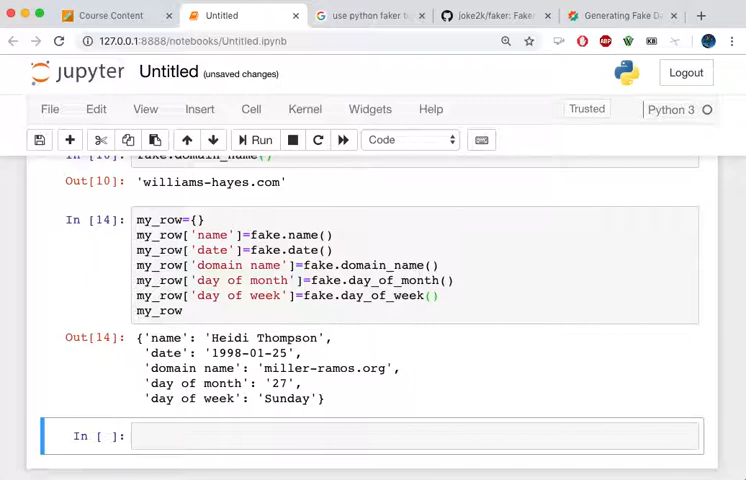 Course Content
Untitled
use python faker t
joke2k/faker: Faker
Generating Fake Da
127.0.0.1:8888/notebooks/Untitled.ipynb
ABP
jupyter Untitled (unsaved changes)
Logout
File Edit View Insert Cell Kernel Widgets Help
Trusted
Python 3
Run
Code
In [10]: fake.domain_name()
Out[10]: 'williams-hayes.com'
In [14]: my_row={}
my_row['name']=fake.name()
my_row['date']=fake.date()
my_row['domain name']=fake.domain_name()
my_row['day of month']=fake.day_of_month()
my_row['day of week']=fake.day_of_week()
my_row
Out[14]: {'name': 'Heidi Thompson',
'date': '1998-01-25',
'domain name': 'miller-ramos.org',
'day of month': '27',
'day of week': 'Sunday'}
In [ ]: